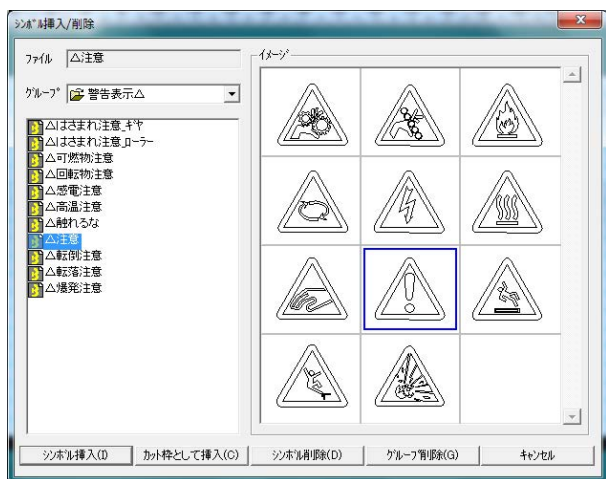 ｼﾝﾎﾞﾙ挿入/削除
ﾌｧｲﾙ △注意
ｸﾞﾙｰﾌﾟ 警告表示△
イメージ
△はさまれ注意_ギヤ
△はさまれ注意_ローラー
△可燃物注意
△回転物注意
△感電注意
△高温注意
△触れるな
△注意
△転倒注意
△転落注意
△爆発注意
シンボル挿入(I)
カット枠として挿入(C)
シンボル削除(D)
グループ削除(G)
キャンセル